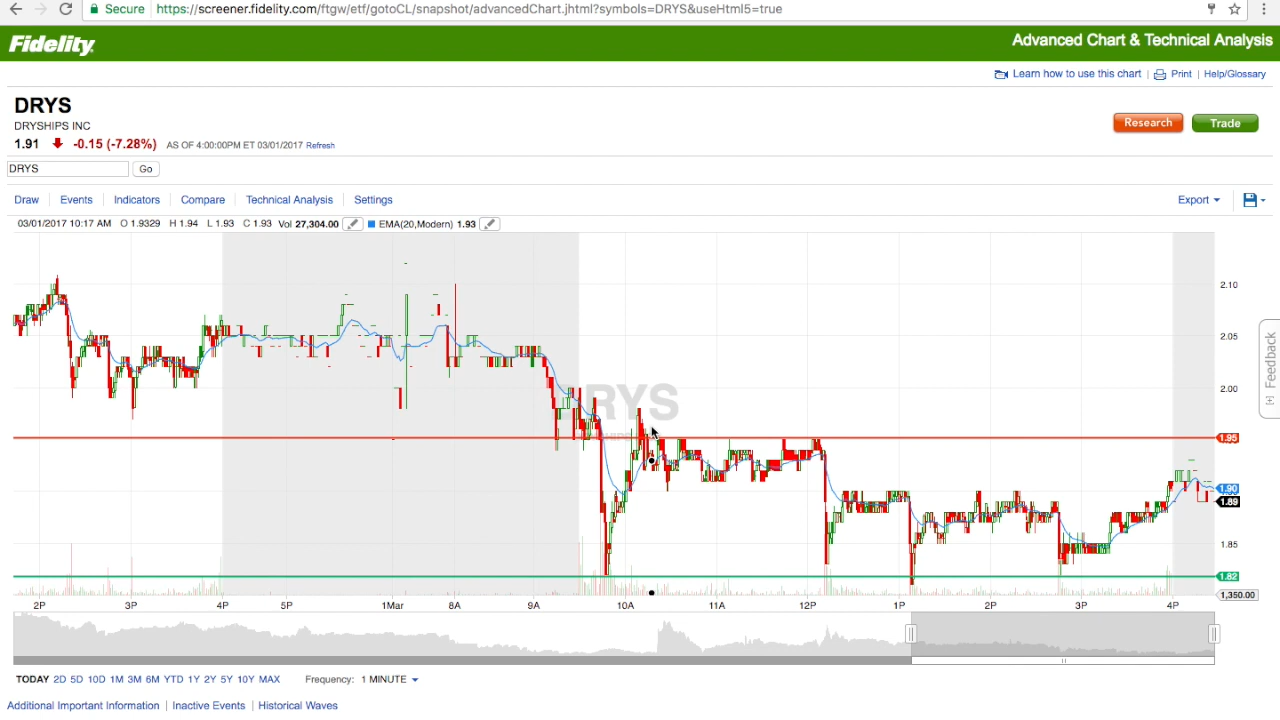 Secure https://screener.fidelity.com/ftgw/etf/gotoCL/snapshot/advancedChart.jhtml?symbols=DRYS&useHtml5=true
Fidelity
Advanced Chart & Technical Analysis
Learn how to use this chart | Print | Help/Glossary
DRYS
DRYSHIPS INC
1.91 -0.15 (-7.28%) AS OF 4:00:00PM ET 03/01/2017 Refresh
Research Trade
DRYS Go
Draw Events Indicators Compare Technical Analysis Settings Export
03/01/2017 10:17 AM O 1.9329 H 1.94 L 1.93 C 1.93 Vol 27,304.00 EMA(20,Modern) 1.93
2.10
2.05
2.00
DRYS
1.95
1.90
1.89
1.85
1.82
1,350.00
2P 3P 4P 5P 1Mar 8A 9A 10A 11A 12P 1P 2P 3P 4P
TODAY 2D 5D 10D 1M 3M 6M YTD 1Y 2Y 5Y 10Y MAX Frequency: 1 MINUTE
Additional Important Information | Inactive Events | Historical Waves
[+] Feedback